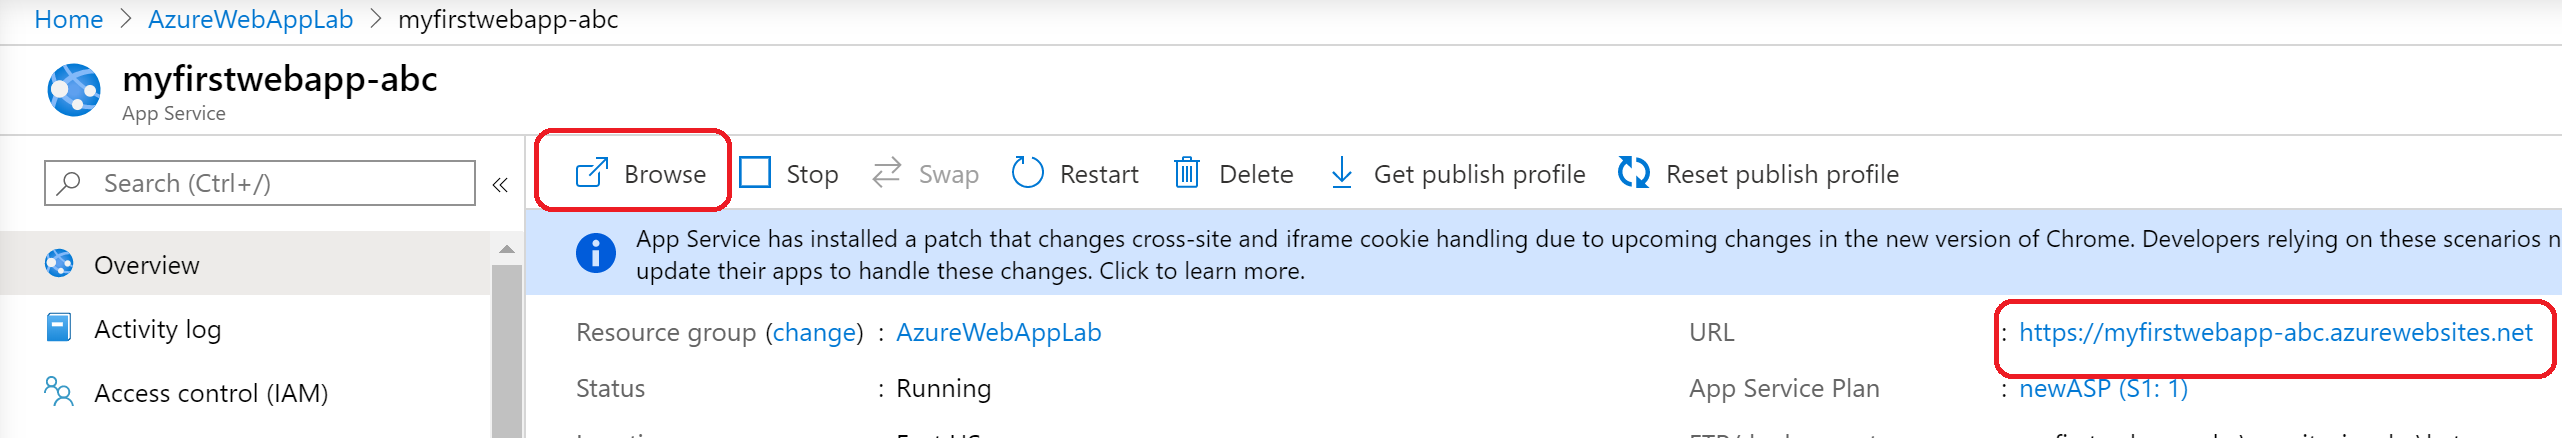 Home > AzureWebAppLab > myfirstwebapp-abc
myfirstwebapp-abc
App Service
Search (Ctrl+/) «
Browse Stop Swap Restart Delete Get publish profile Reset publish profile
App Service has installed a patch that changes cross-site and iframe cookie handling due to upcoming changes in the new version of Chrome. Developers relying on these scenarios n
update their apps to handle these changes. Click to learn more.
Overview
Activity log
Access control (IAM)
Resource group (change) : AzureWebAppLab
Status : Running
URL : https://myfirstwebapp-abc.azurewebsites.net
App Service Plan : newASP (S1: 1)